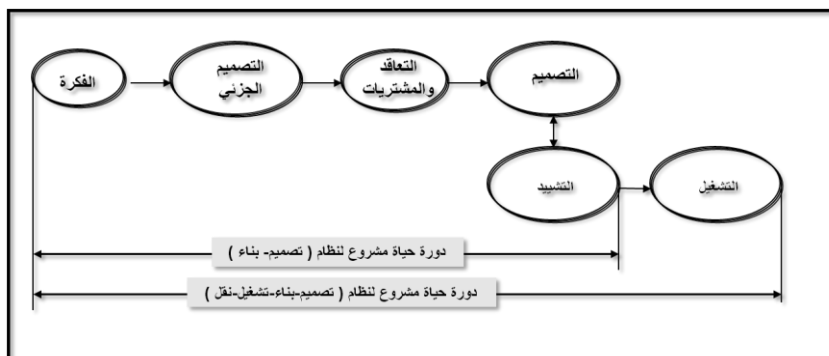 الفكرة
التصميم
الجزئي
التعاقد
والمشتريات
التصميم
التشييد
التشغيل
دورة حياة مشروع لنظام ( تصميم- بناء )
دورة حياة مشروع لنظام ( تصميم-بناء-تشغيل-نقل )